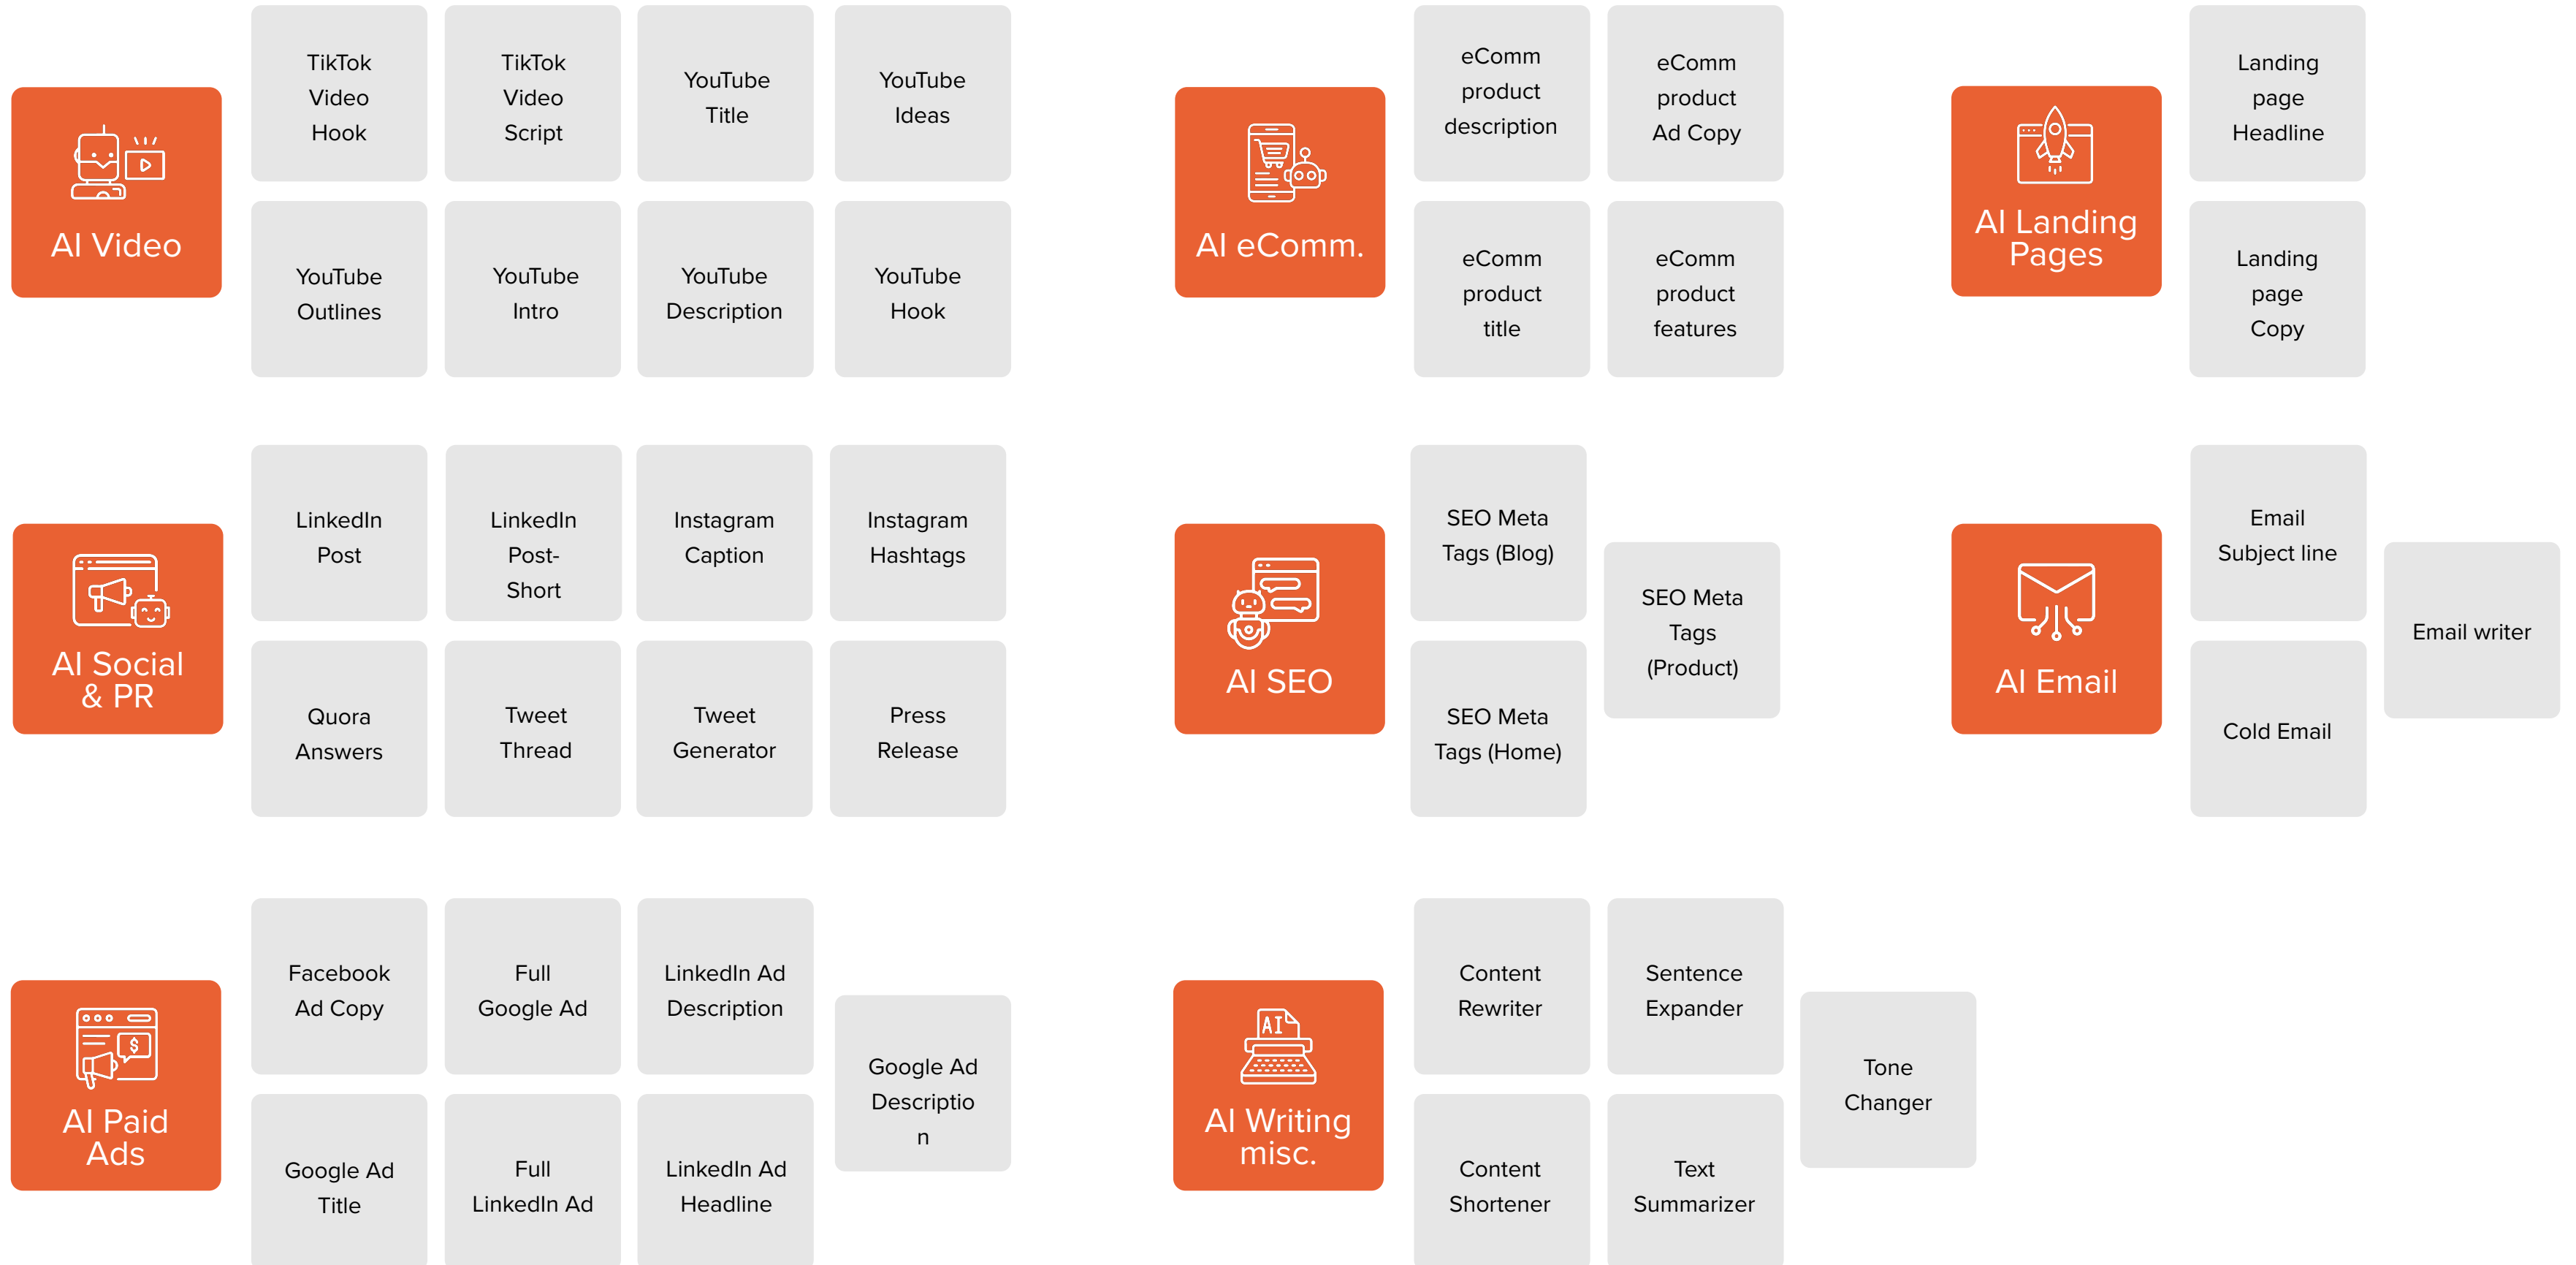 AI Video
TikTok
Video
Hook
TikTok
Video
Script
YouTube
Title
YouTube
Ideas
YouTube
Outlines
YouTube
Intro
YouTube
Description
YouTube
Hook
AI eComm.
eComm
product
description
eComm
product
Ad Copy
eComm
product
title
eComm
product
features
AI Landing
Pages
Landing
page
Headline
Landing
page
Copy
AI Social
& PR
LinkedIn
Post
LinkedIn
Post-
Short
Instagram
Caption
Instagram
Hashtags
Quora
Answers
Tweet
Thread
Tweet
Generator
Press
Release
AI SEO
SEO Meta
Tags (Blog)
SEO Meta
Tags (Home)
SEO Meta
Tags
(Product)
AI Email
Email
Subject line
Cold Email
Email writer
$
AI Paid
Ads
Facebook
Ad Copy
Full
Google Ad
LinkedIn Ad
Description
Google Ad
Title
Full
LinkedIn Ad
LinkedIn Ad
Headline
Google Ad
Descriptio
n
AI
AI Writing
misc.
Content
Rewriter
Sentence
Expander
Content
Shortener
Text
Summarizer
Tone
Changer